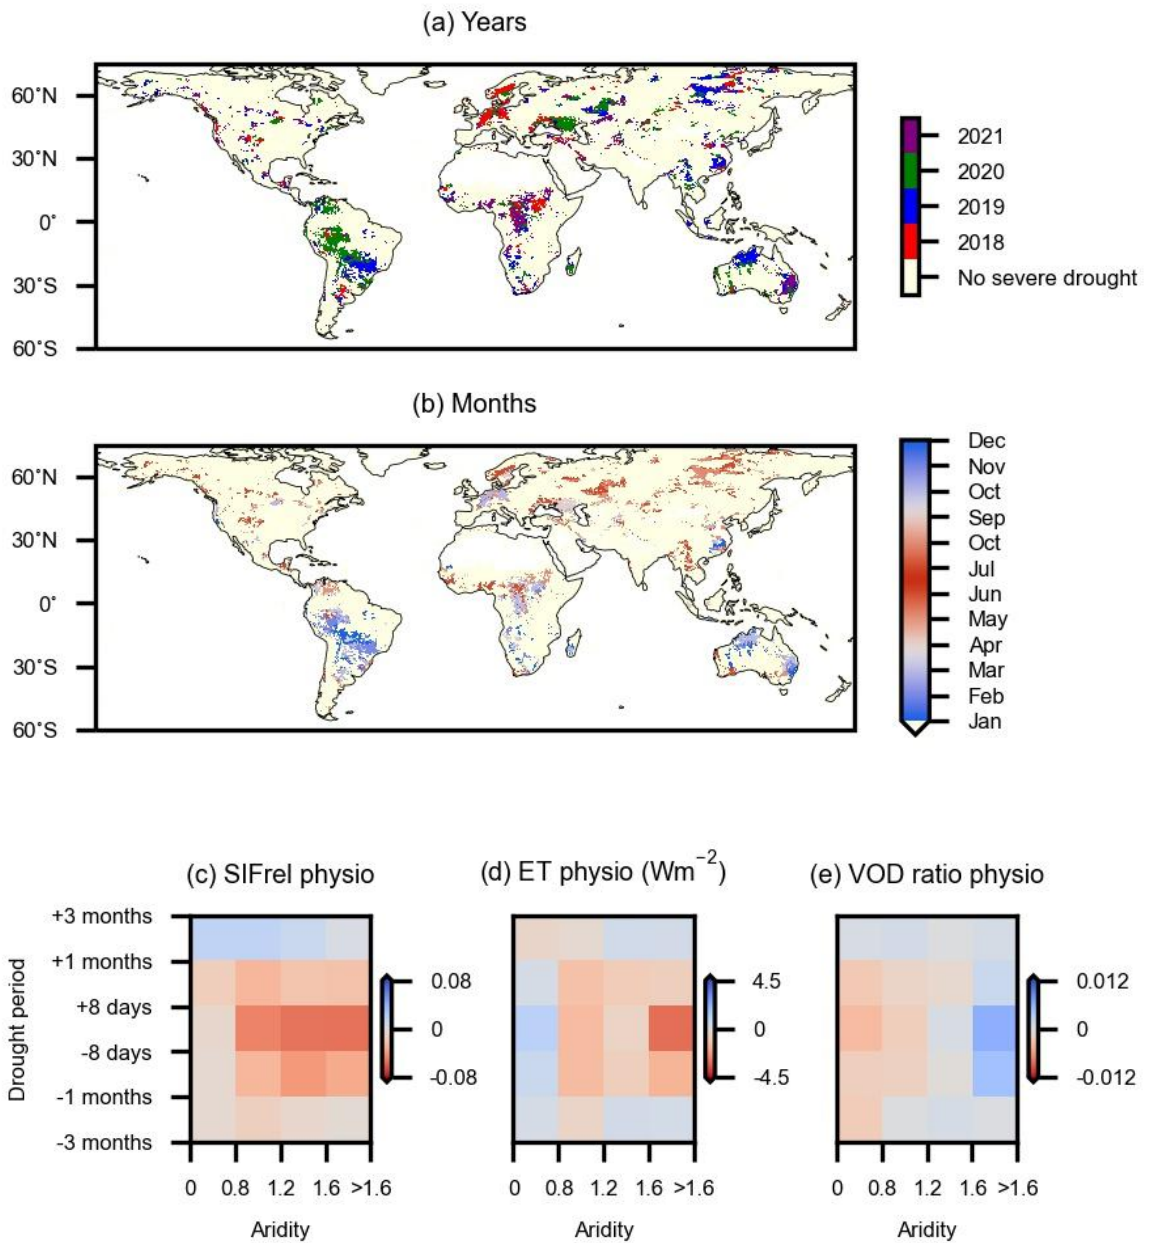 (a) Years
60°N
30°N
0°
30°S
60°S
2021
2020
2019
2018
No severe drought
(b) Months
60°N
30°N
0°
30°S
60°S
Dec
Nov
Oct
Sep
Oct
Jul
Jun
May
Apr
Mar
Feb
Jan
(c) SIFrel physio
(d) ET physio (Wm⁻²)
(e) VOD ratio physio
Drought period
+3 months
+1 months
+8 days
-8 days
-1 months
-3 months
0.08
0
-0.08
4.5
0
-4.5
0.012
0
-0.012
0 0.8 1.2 1.6 >1.6
0 0.8 1.2 1.6 >1.6
0 0.8 1.2 1.6 >1.6
Aridity
Aridity
Aridity